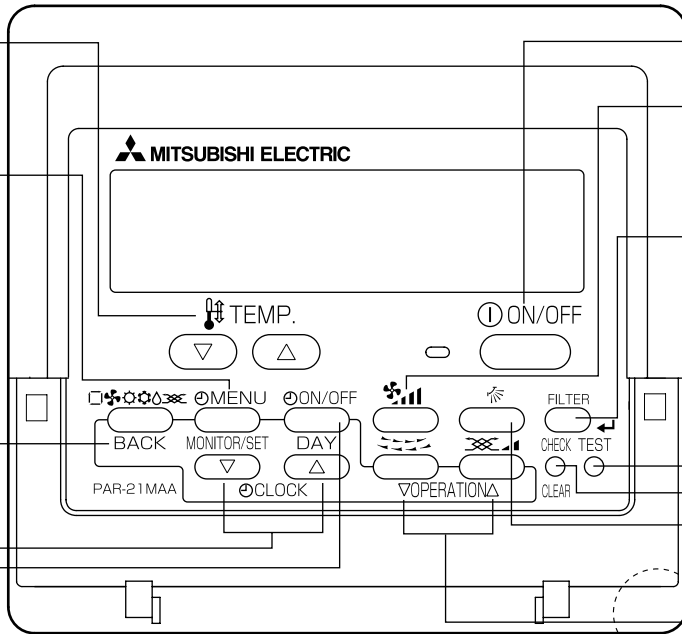 MITSUBISHI ELECTRIC
TEMP.
ON/OFF
MENU ON/OFF FILTER
BACK MONITOR/SET DAY CHECK TEST
PAR-21MAA CLOCK ▽OPERATION△ CLEAR